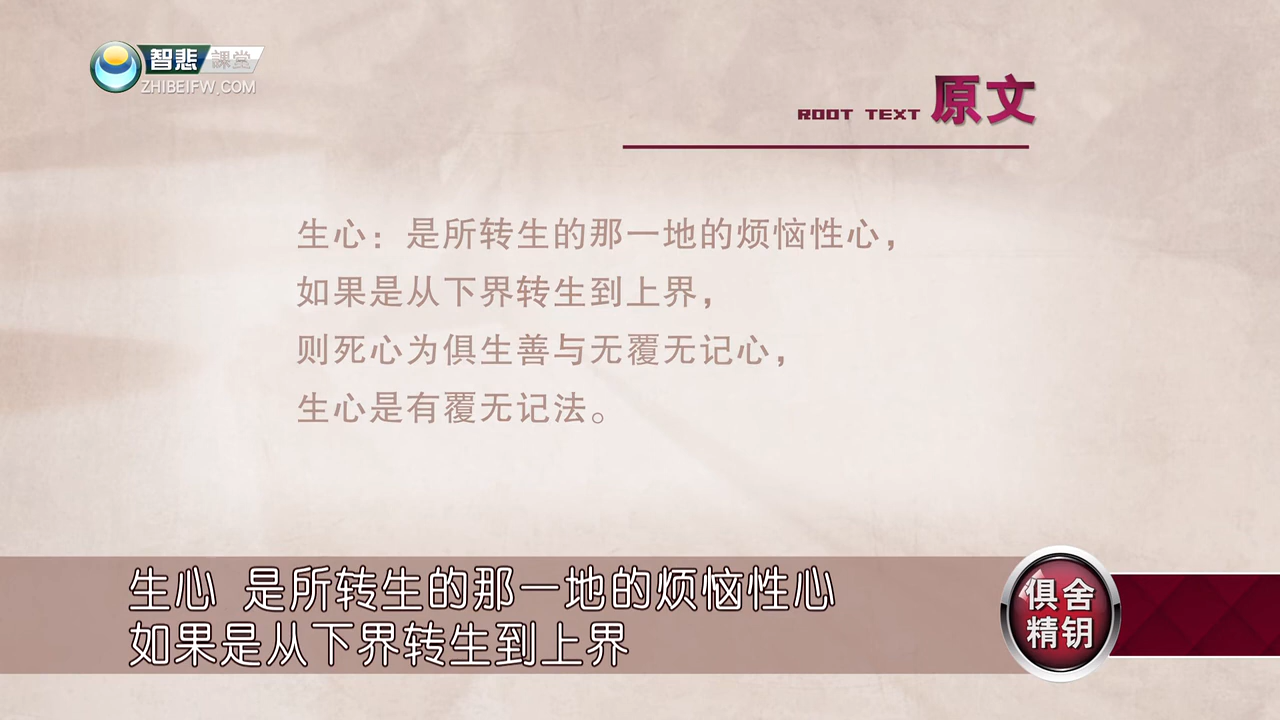 智悲 課堂
ZHIBEIFW.COM
ROOT TEXT 原文
生心：是所转生的那一地的烦恼性心，
如果是从下界转生到上界，
则死心为俱生善与无覆无记心，
生心是有覆无记法。
生心 是所转生的那一地的烦恼性心
如果是从下界转生到上界
俱舍
精钥